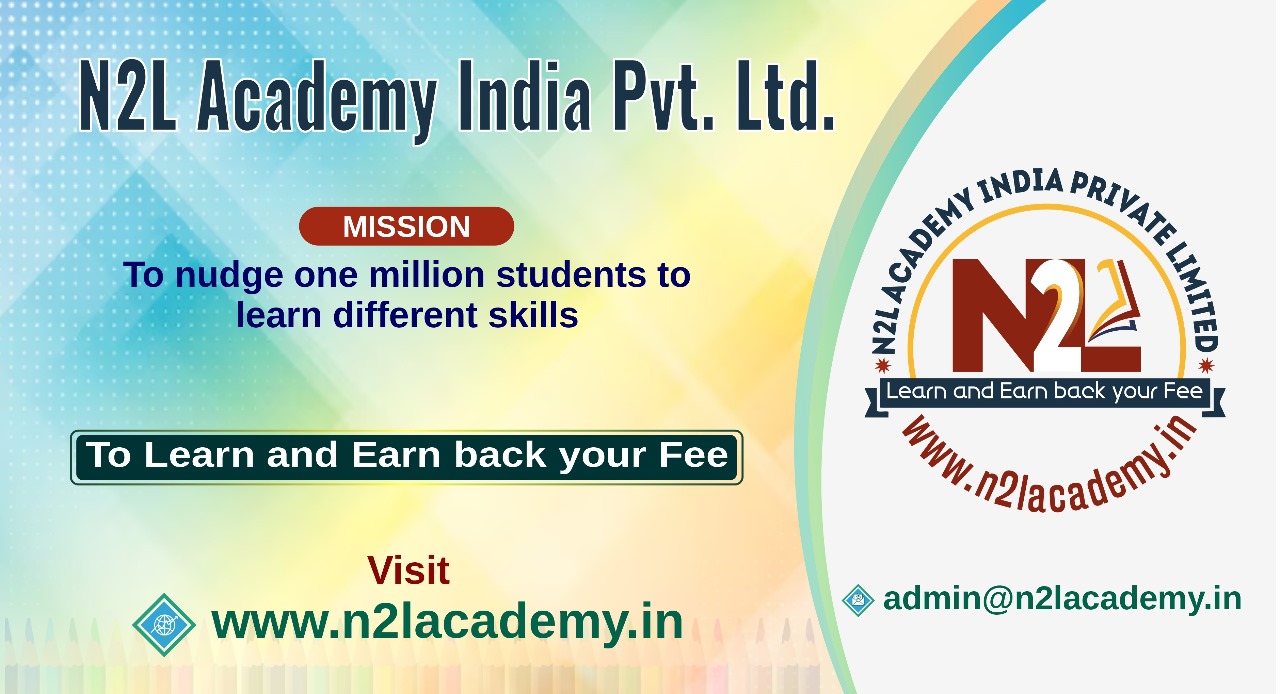 N2L Academy India Pvt. Ltd.
MISSION
To nudge one million students to
learn different skills
To Learn and Earn back your Fee
Visit
www.n2lacademy.in
N2L ACADEMY INDIA PRIVATE LIMITED
N2L
Learn and Earn back your Fee
www.n2lacademy.in
admin@n2lacademy.in